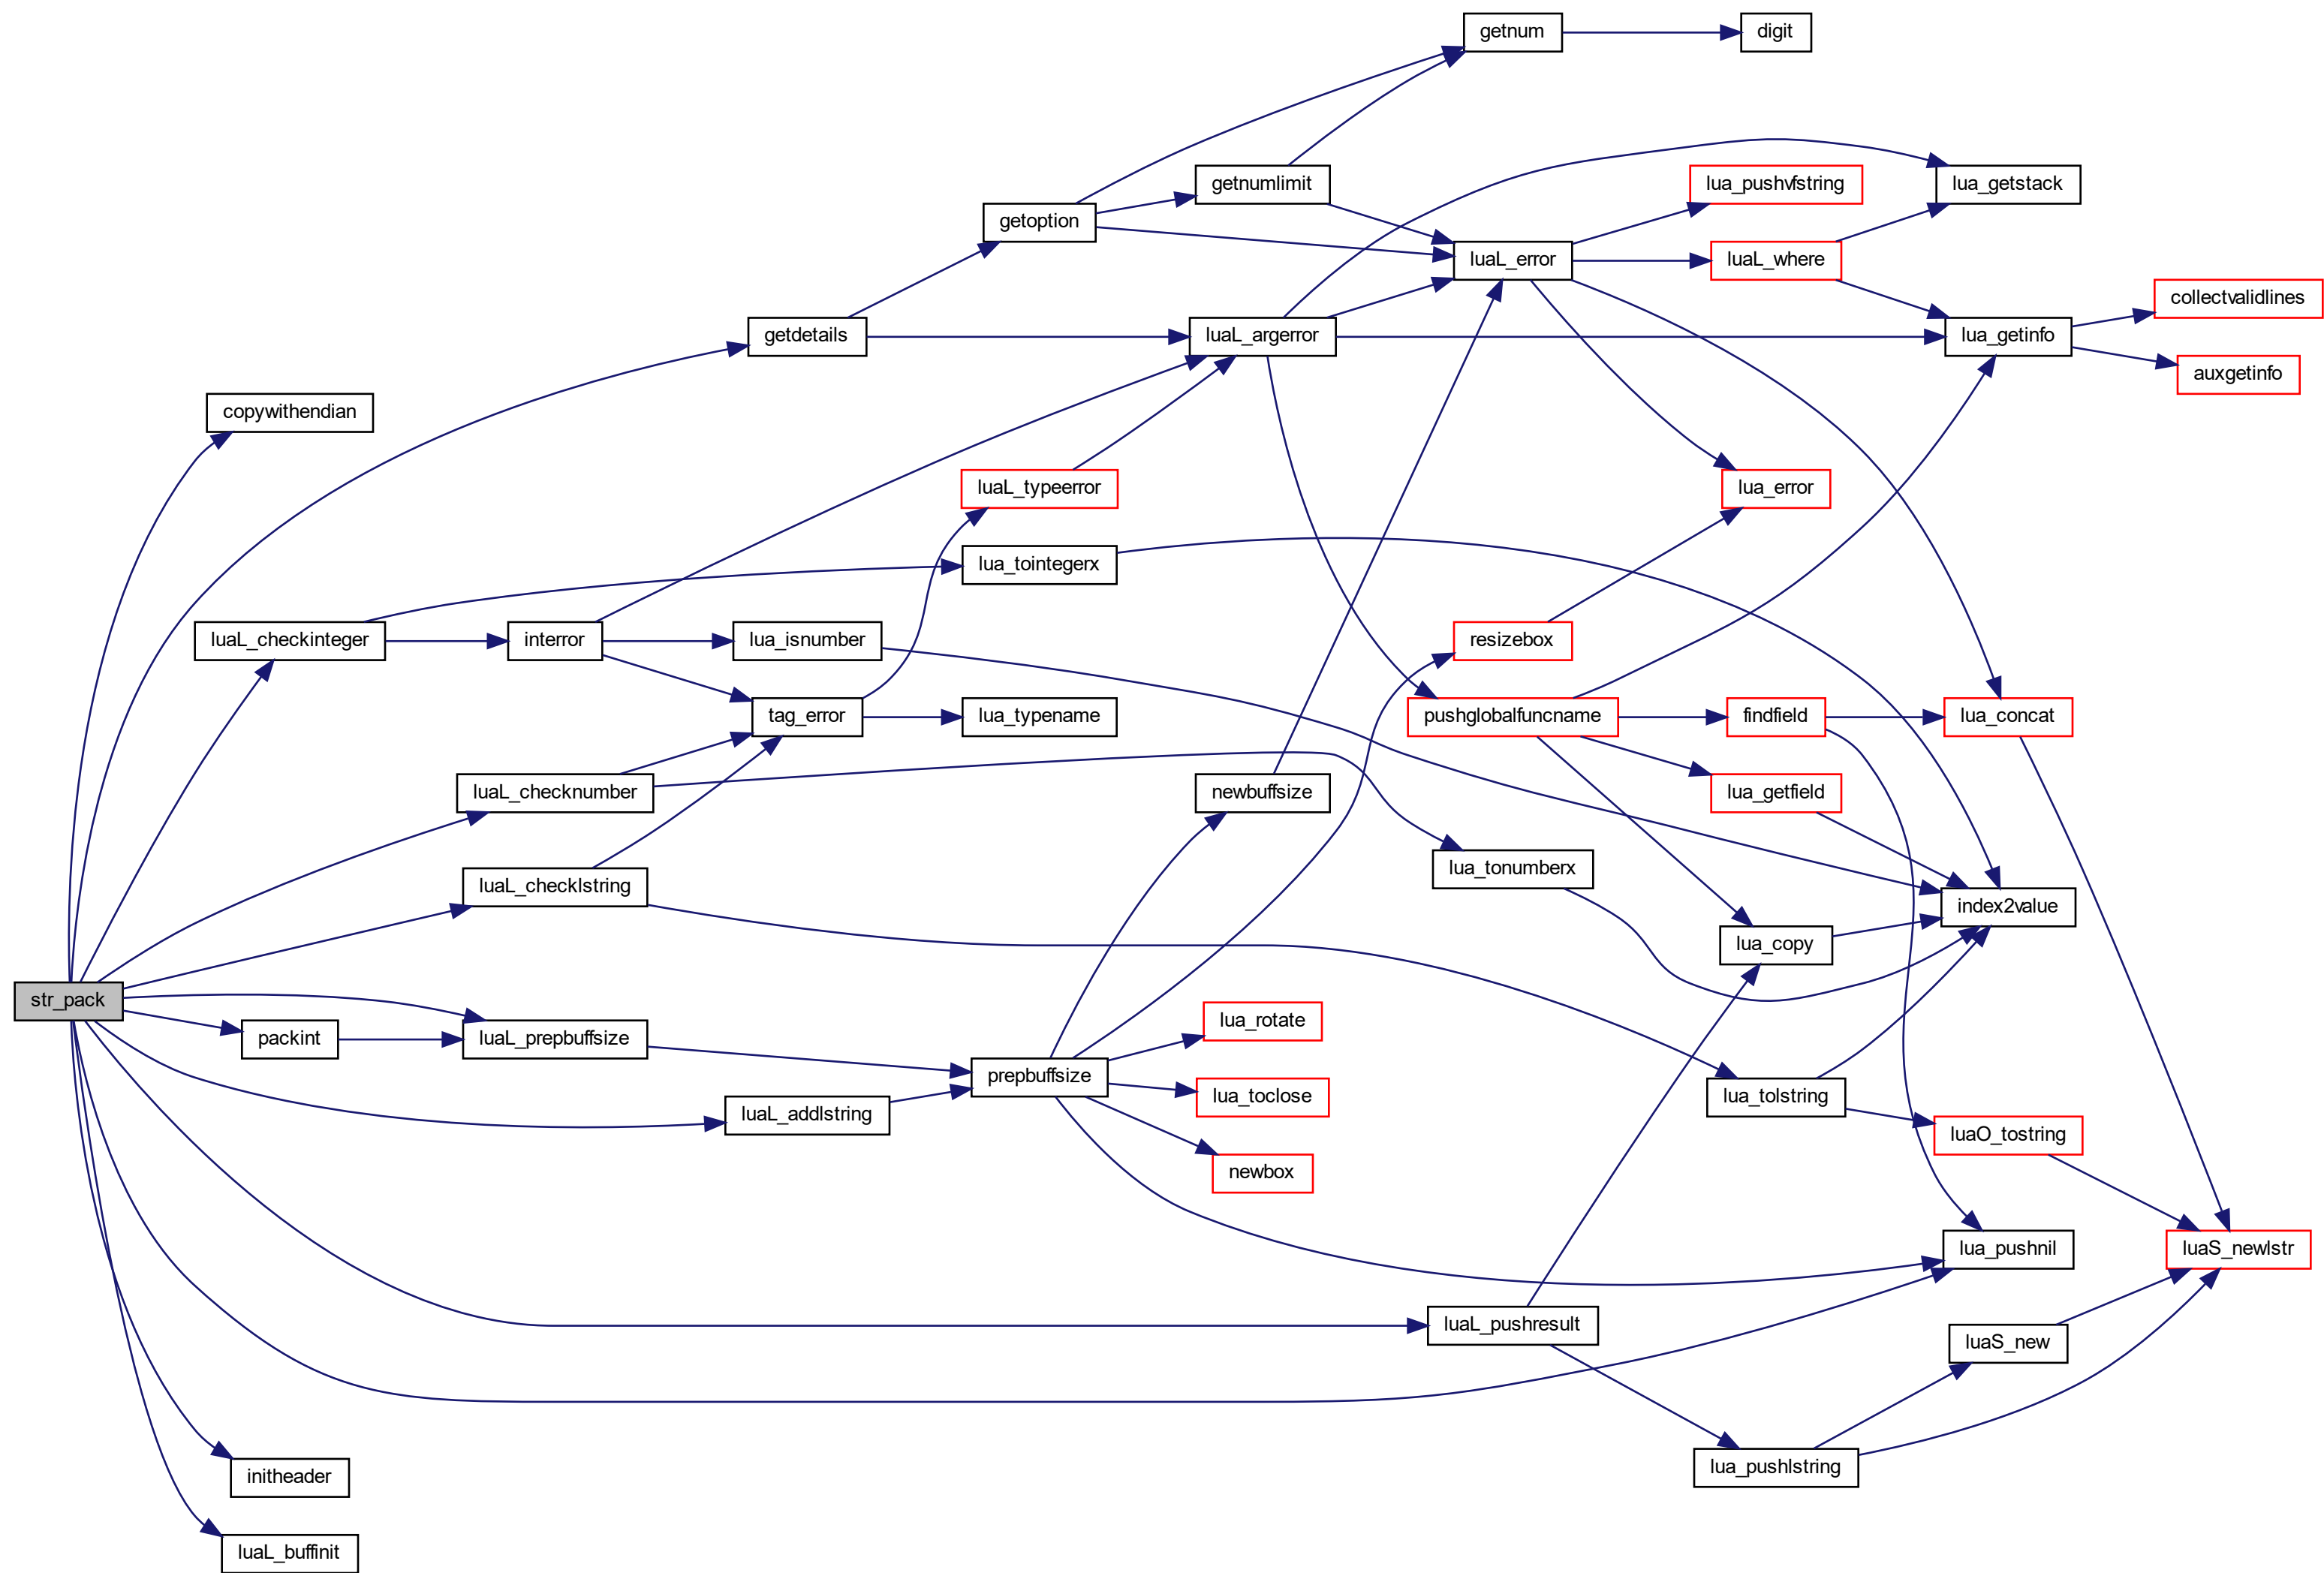 getnum
digit
getnumlimit
lua_pushvfstring
lua_getstack
getoption
luaL_error
luaL_where
collectvalidlines
getdetails
luaL_argerror
lua_getinfo
auxgetinfo
copywithendian
luaL_typeerror
lua_error
lua_tointegerx
luaL_checkinteger
interror
lua_isnumber
resizebox
tag_error
lua_typename
pushglobalfuncname
findfield
lua_concat
luaL_checknumber
newbuffsize
lua_getfield
luaL_checklstring
lua_tonumberx
index2value
lua_copy
str_pack
packint
luaL_prepbuffsize
lua_rotate
prepbuffsize
lua_toclose
lua_tolstring
luaL_addlstring
luaO_tostring
newbox
lua_pushnil
luaS_newlstr
luaL_pushresult
luaS_new
initheader
lua_pushlstring
luaL_buffinit